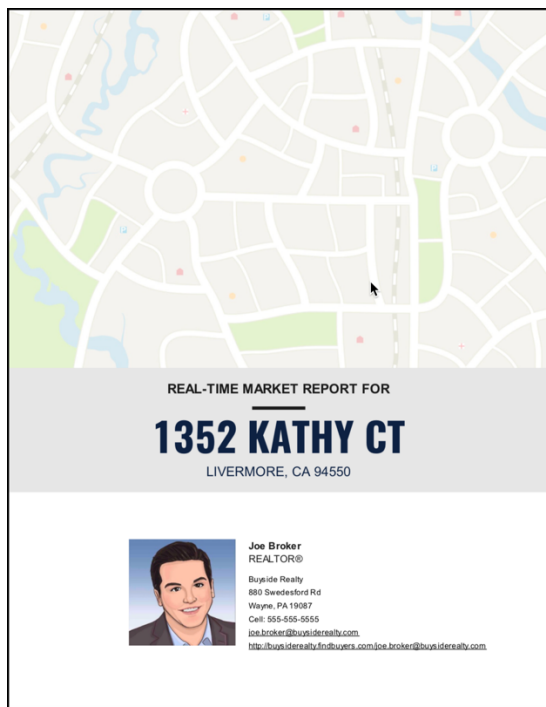 REAL-TIME MARKET REPORT FOR
1352 KATHY CT
LIVERMORE, CA 94550
Joe Broker
REALTOR®
Buyside Realty
880 Swedesford Rd
Wayne, PA 19087
Cell: 555-555-5555
joe.broker@buysiderealty.com
http://buysiderealty.findbuyers.com/joe.broker@buysiderealty.com